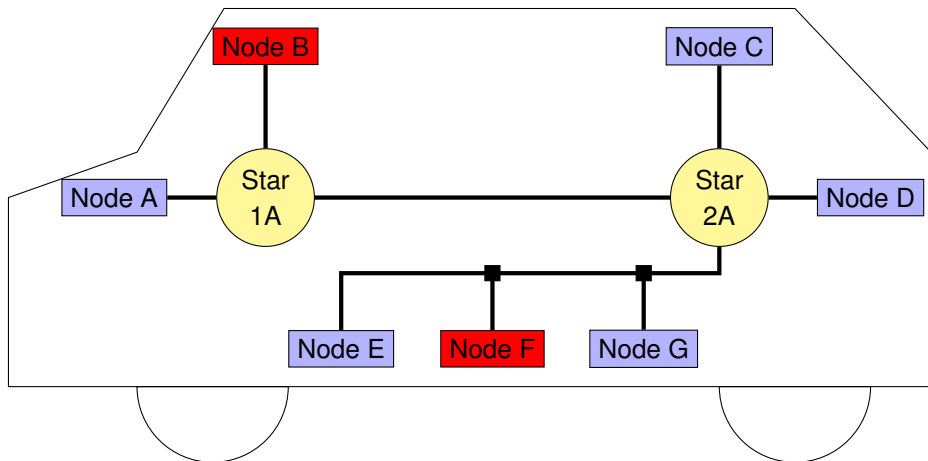 Node B
Node C
Node A
Star
1A
Star
2A
Node D
Node E
Node F
Node G